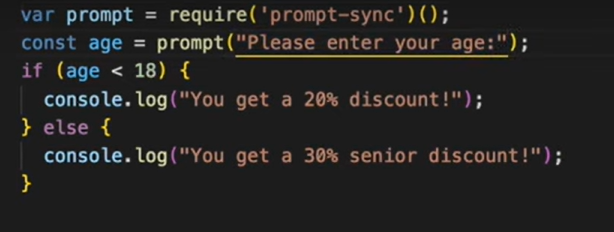 var prompt = require('prompt-sync')();
const age = prompt("Please enter your age:");
if (age < 18) {
  console.log("You get a 20% discount!");
} else {
  console.log("You get a 30% senior discount!");
}